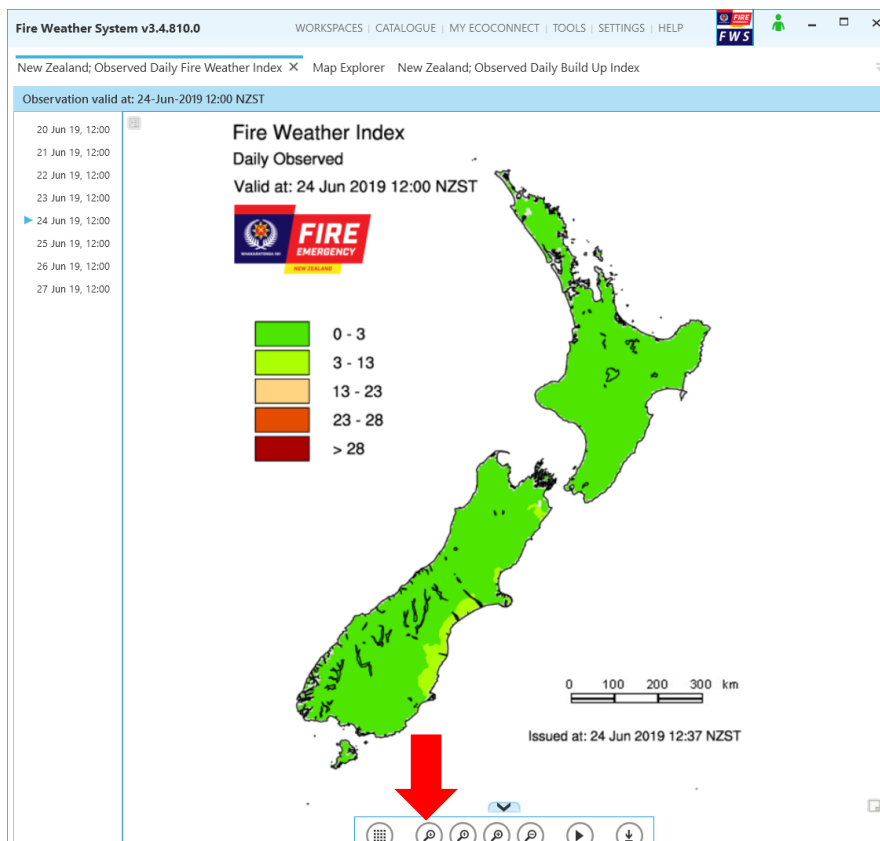 Fire Weather System v3.4.810.0
WORKSPACES | CATALOGUE | MY ECOCONNECT | TOOLS | SETTINGS | HELP
FIRE
FWS
New Zealand; Observed Daily Fire Weather Index ✕ Map Explorer New Zealand; Observed Daily Build Up Index
Observation valid at: 24-Jun-2019 12:00 NZST
20 Jun 19, 12:00
21 Jun 19, 12:00
22 Jun 19, 12:00
23 Jun 19, 12:00
24 Jun 19, 12:00
25 Jun 19, 12:00
26 Jun 19, 12:00
27 Jun 19, 12:00
Fire Weather Index
Daily Observed
Valid at: 24 Jun 2019 12:00 NZST
FIRE
EMERGENCY
NEW ZEALAND
0 - 3
3 - 13
13 - 23
23 - 28
> 28
0 100 200 300 km
Issued at: 24 Jun 2019 12:37 NZST